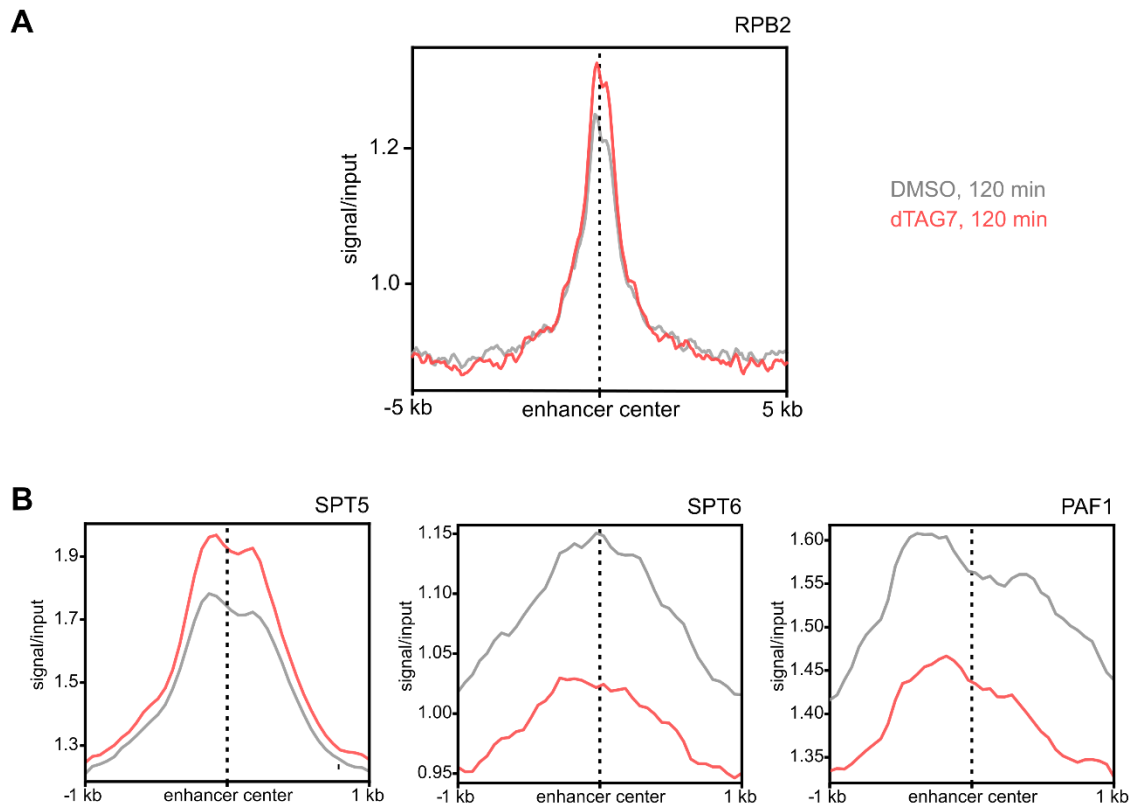 A
RPB2
signal/input
1.2
1.0
-5 kb
enhancer center
5 kb
DMSO, 120 min
dTAG7, 120 min
B
SPT5
signal/input
1.9
1.7
1.5
1.3
-1 kb
enhancer center
1 kb
SPT6
signal/input
1.15
1.10
1.05
1.00
0.95
-1 kb
enhancer center
1 kb
PAF1
signal/input
1.60
1.55
1.50
1.45
1.40
1.35
-1 kb
enhancer center
1 kb